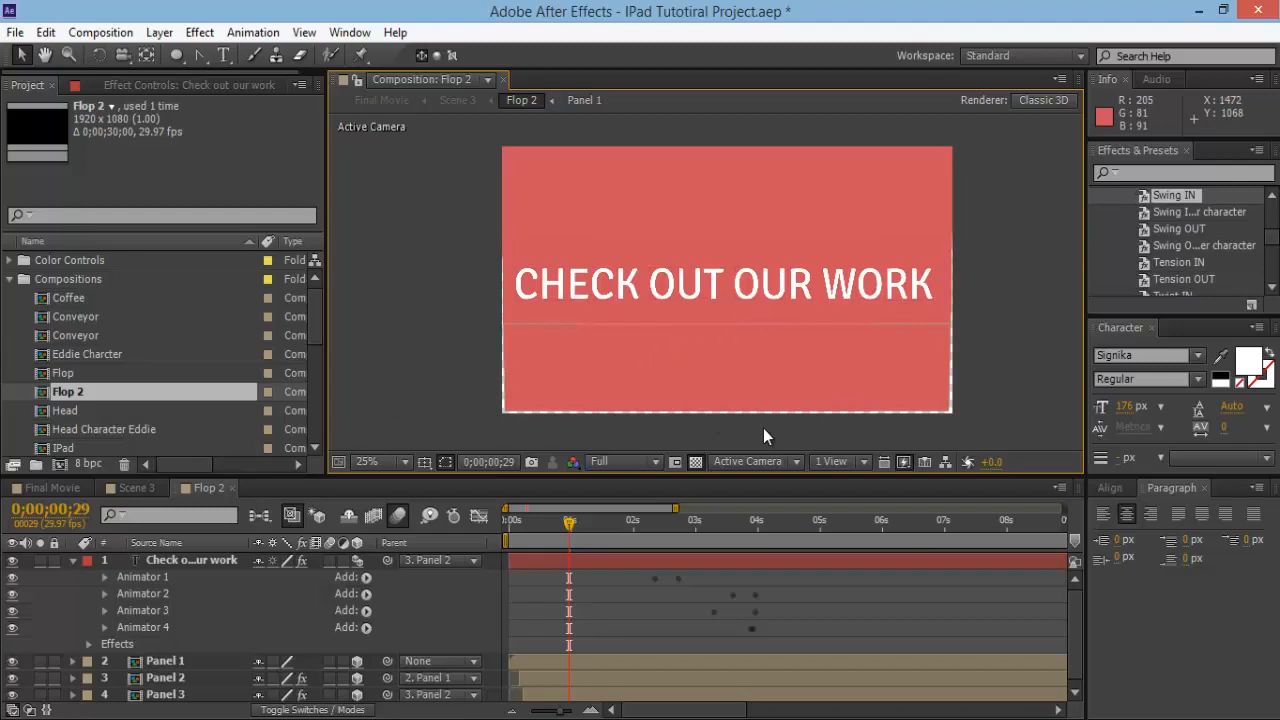 Adobe After Effects - IPad Tutotiral Project.aep *
File Edit Composition Layer Effect Animation View Window Help
Workspace: Standard Search Help
Project Effect Controls: Check out our work
Flop 2 , used 1 time
1920 x 1080 (1.00)
Δ 0;00;30;00, 29.97 fps
Name Type
Color Controls Fold
Compositions Fold
Coffee Com
Conveyor Com
Conveyor Com
Eddie Charcter Com
Flop Com
Flop 2 Com
Head Com
Head Character Eddie Com
IPad Com
8 bpc
Composition: Flop 2
Final Movie Scene 3 Flop 2 Panel 1
Renderer: Classic 3D
Active Camera
CHECK OUT OUR WORK
25% 0;00;00;29 Full Active Camera 1 View +0.0
Info Audio
R : 205
G : 81
B : 91
X : 1472
Y : 1068
Effects & Presets
Swing IN
Swing I...r character
Swing OUT
Swing O...er character
Tension IN
Tension OUT
Twist IN
Character
Signika
Regular
176 px Auto
Metrics 0
- px
Align Paragraph
0 px 0 px 0 px
0 px 0 px
Final Movie Scene 3 Flop 2
0;00;00;29
00029 (29.97 fps)
:00s 02s 03s 04s 05s 06s 07s 08s
# Source Name Parent
1 T Check o...ur work 3. Panel 2
Animator 1 Add:
Animator 2 Add:
Animator 3 Add:
Animator 4 Add:
Effects
2 Panel 1 None
3 Panel 2 2. Panel 1
4 Panel 3 3. Panel 2
Toggle Switches / Modes